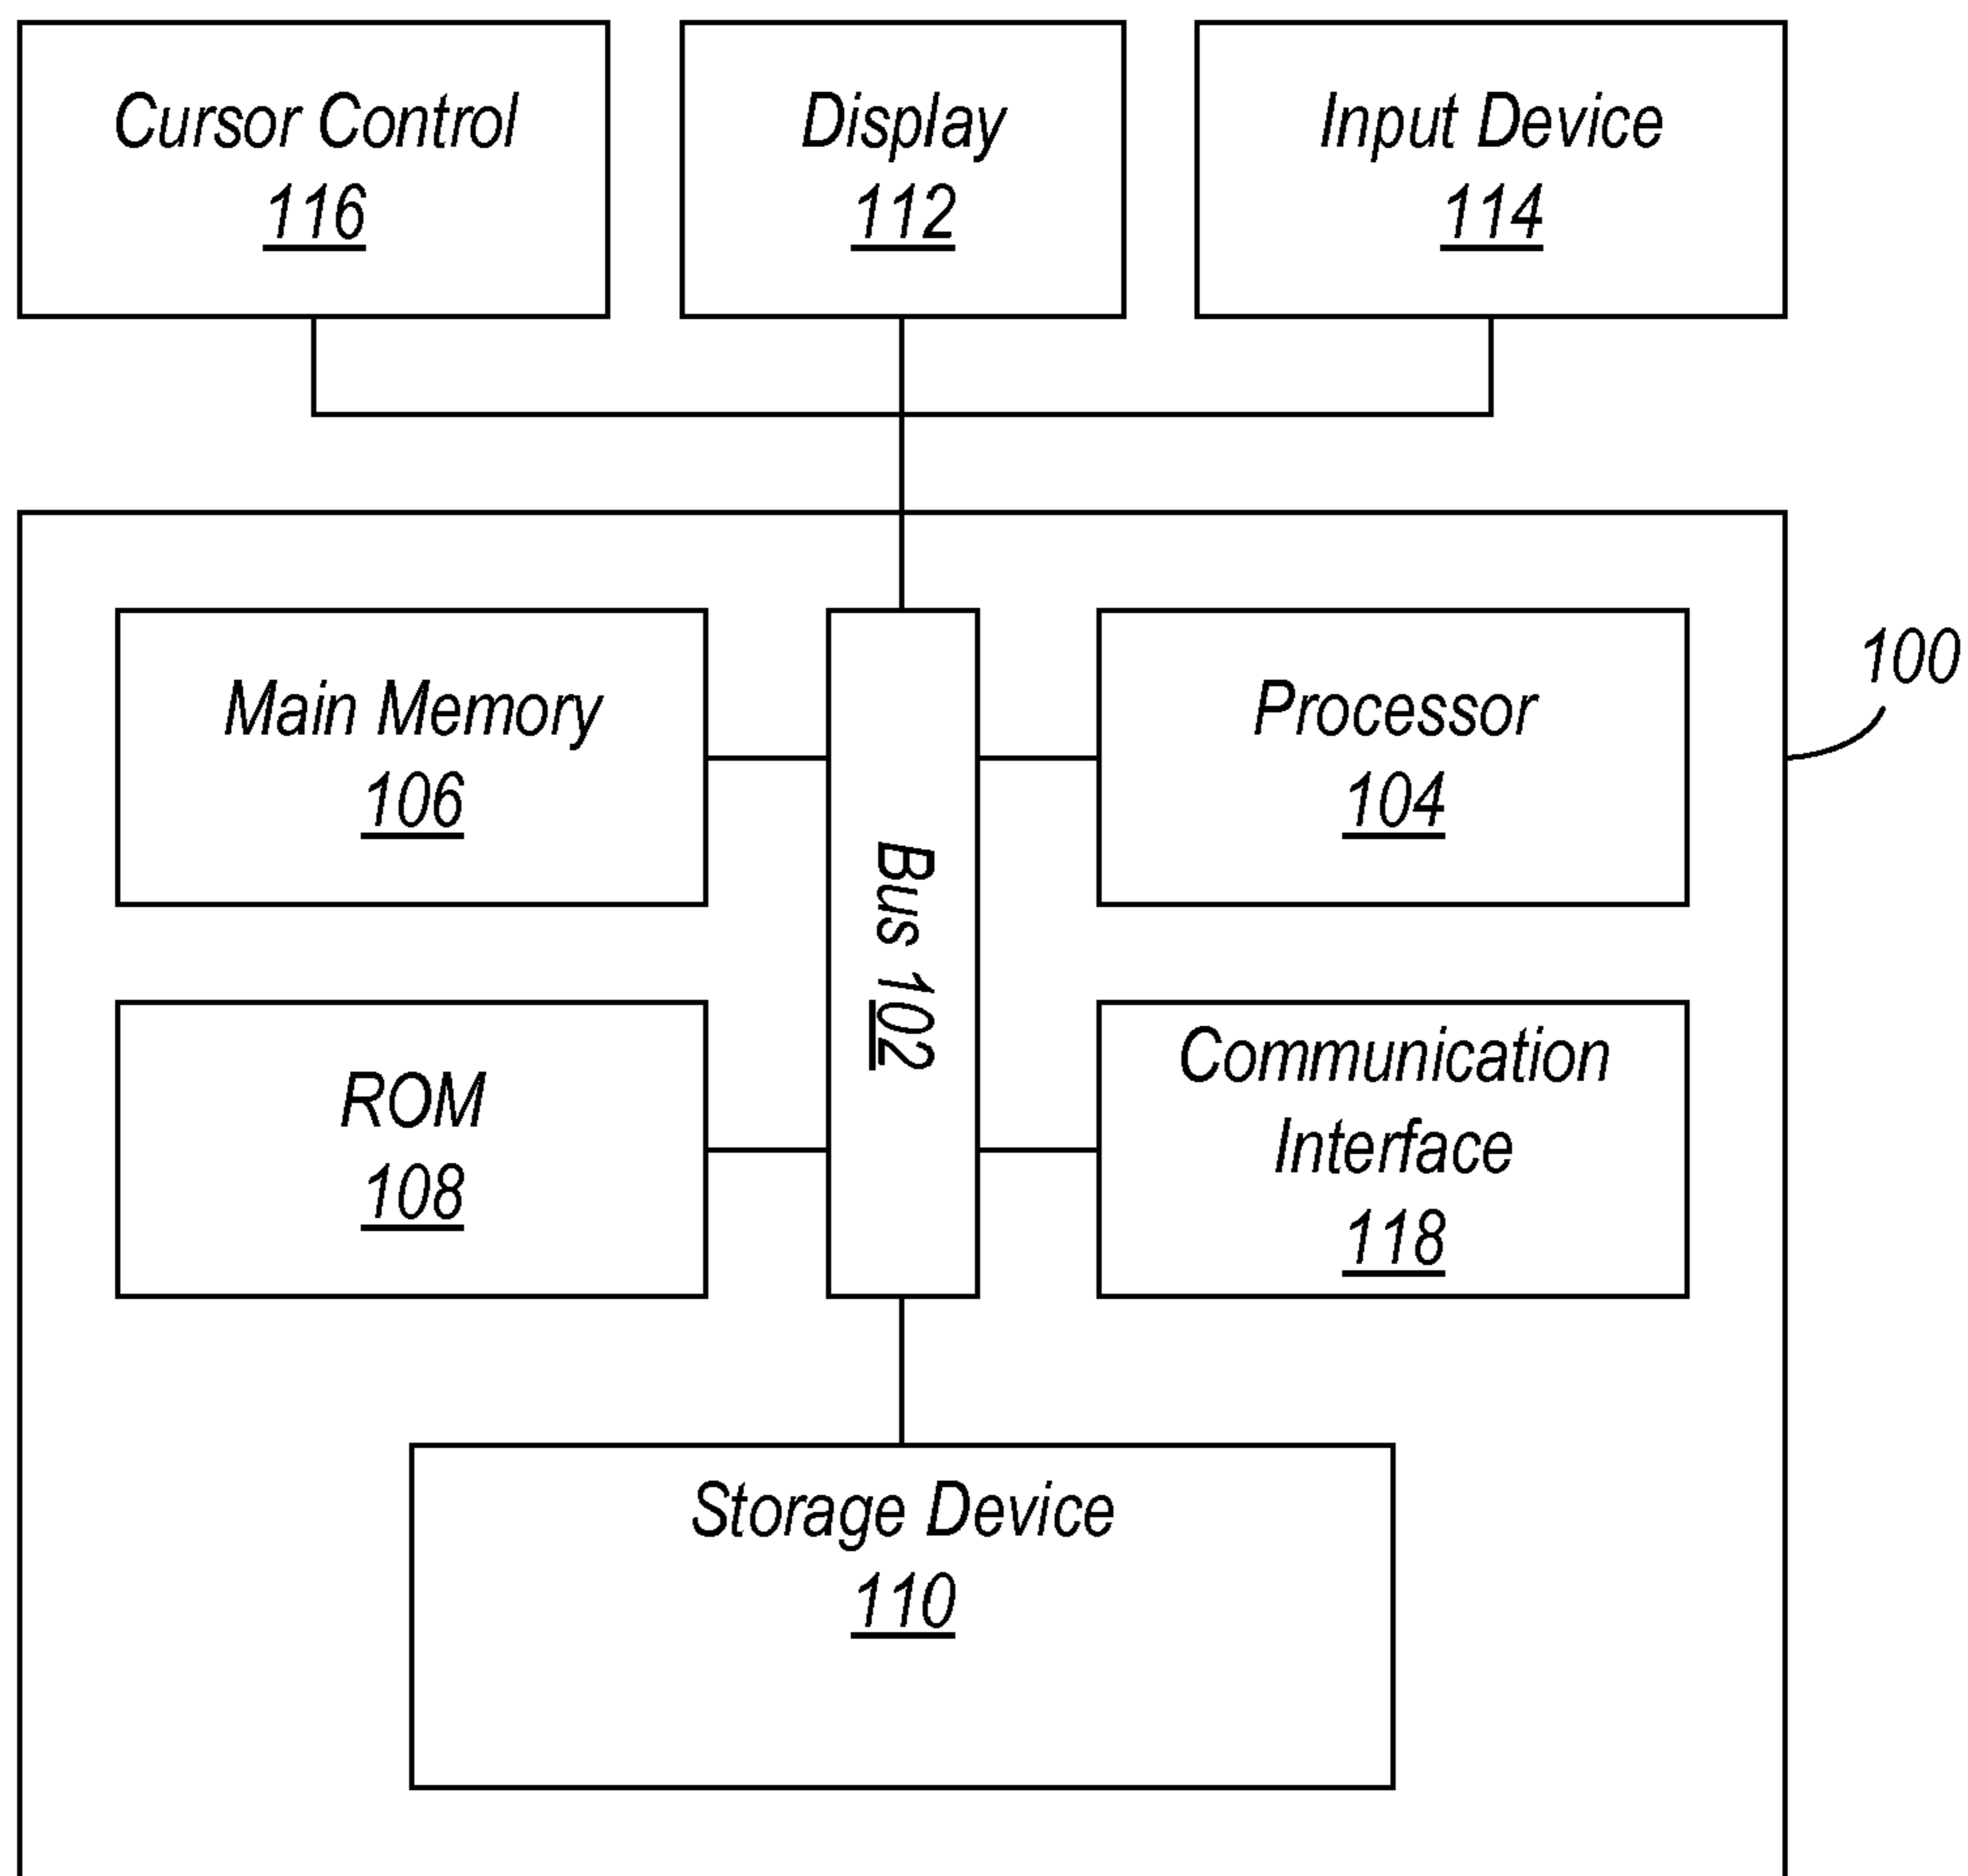 Cursor Control
116
Display
112
Input Device
114
Main Memory
106
Processor
104
100
Bus 102
ROM
108
Communication
Interface
118
Storage Device
110